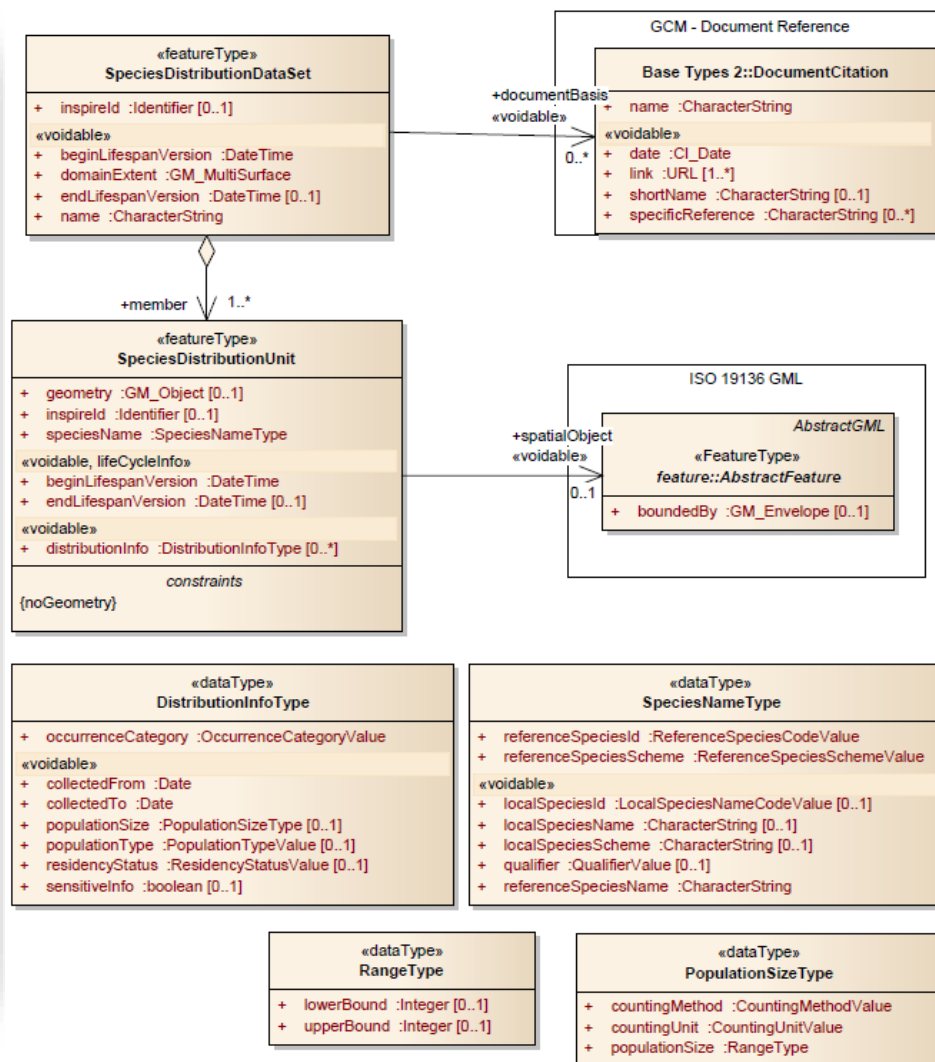 «featureType»
SpeciesDistributionDataSet
+ inspireId :Identifier [0..1]
«voidable»
+ beginLifespanVersion :DateTime
+ domainExtent :GM_MultiSurface
+ endLifespanVersion :DateTime [0..1]
+ name :CharacterString
+documentBasis
«voidable»
0..*
GCM - Document Reference
Base Types 2::DocumentCitation
+ name :CharacterString
«voidable»
+ date :CI_Date
+ link :URL [1..*]
+ shortName :CharacterString [0..1]
+ specificReference :CharacterString [0..*]
+member
1..*
«featureType»
SpeciesDistributionUnit
+ geometry :GM_Object [0..1]
+ inspireId :Identifier [0..1]
+ speciesName :SpeciesNameType
«voidable, lifeCycleInfo»
+ beginLifespanVersion :DateTime
+ endLifespanVersion :DateTime [0..1]
«voidable»
+ distributionInfo :DistributionInfoType [0..*]
constraints
{noGeometry}
+spatialObject
«voidable»
0..1
ISO 19136 GML
AbstractGML
«FeatureType»
feature::AbstractFeature
+ boundedBy :GM_Envelope [0..1]
«dataType»
DistributionInfoType
+ occurrenceCategory :OccurrenceCategoryValue
«voidable»
+ collectedFrom :Date
+ collectedTo :Date
+ populationSize :PopulationSizeType [0..1]
+ populationType :PopulationTypeValue [0..1]
+ residencyStatus :ResidencyStatusValue [0..1]
+ sensitiveInfo :boolean [0..1]
«dataType»
SpeciesNameType
+ referenceSpeciesId :ReferenceSpeciesCodeValue
+ referenceSpeciesScheme :ReferenceSpeciesSchemeValue
«voidable»
+ localSpeciesId :LocalSpeciesNameCodeValue [0..1]
+ localSpeciesName :CharacterString [0..1]
+ localSpeciesScheme :CharacterString [0..1]
+ qualifier :QualifierValue [0..1]
+ referenceSpeciesName :CharacterString
«dataType»
RangeType
+ lowerBound :Integer [0..1]
+ upperBound :Integer [0..1]
«dataType»
PopulationSizeType
+ countingMethod :CountingMethodValue
+ countingUnit :CountingUnitValue
+ populationSize :RangeType